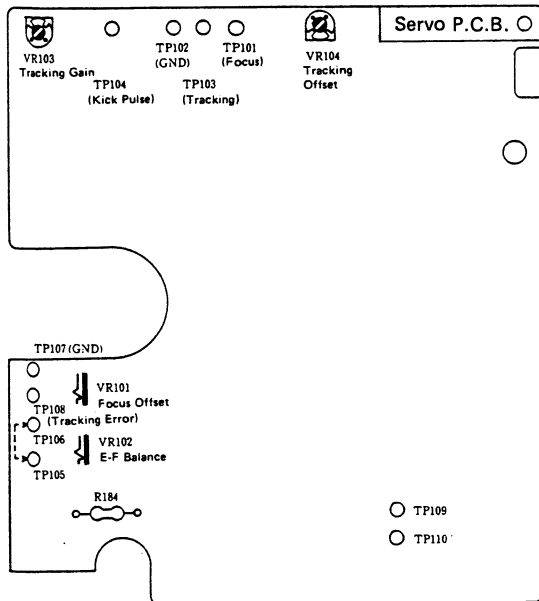 Servo P.C.B.
VR103
Tracking Gain
TP104
(Kick Pulse)
TP102
(GND)
TP103
(Tracking)
TP101
(Focus)
VR104
Tracking
Offset
TP107(GND)
VR101
Focus Offset
TP108
(Tracking Error)
TP106
VR102
E-F Balance
TP105
R184
TP109
TP110